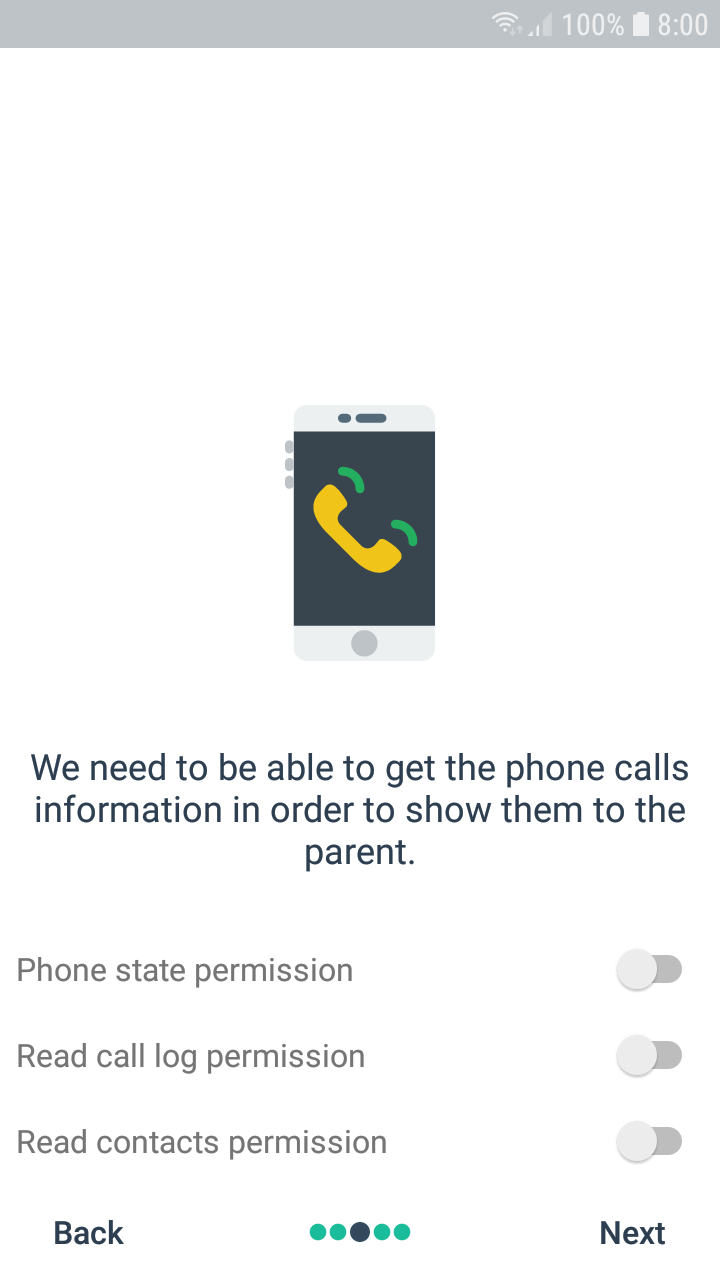 100% 8:00
We need to be able to get the phone calls
information in order to show them to the
parent.
Phone state permission
Read call log permission
Read contacts permission
Back Next